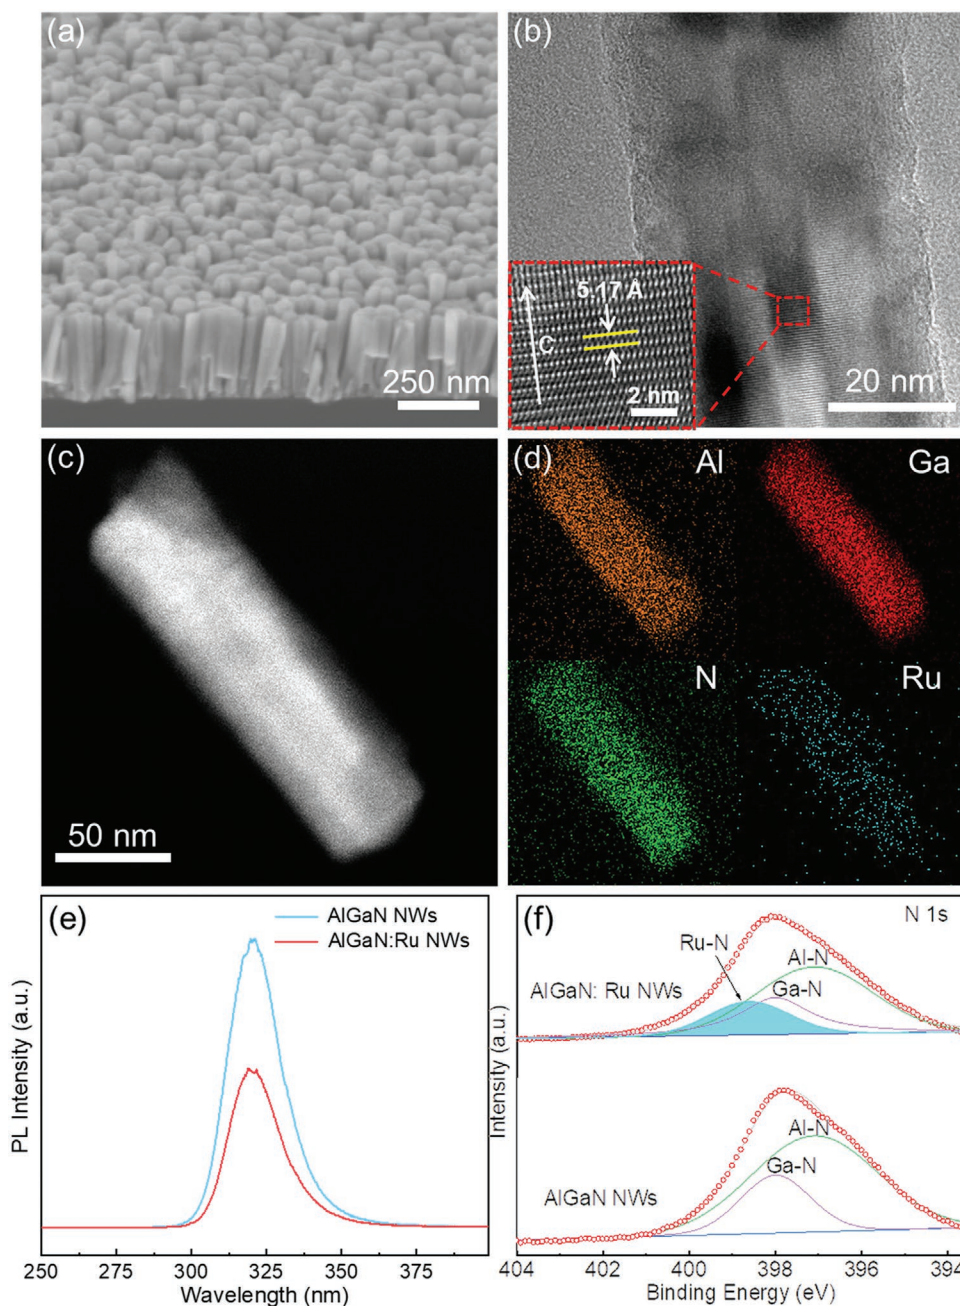 (a)
250 nm
(b)
5.17 Å
C
2 nm
20 nm
(c)
50 nm
(d)
Al
Ga
N
Ru
(e)
AlGaN NWs
AlGaN:Ru NWs
PL Intensity (a.u.)
250 275 300 325 350 375
Wavelength (nm)
(f)
N 1s
Ru-N
Al-N
Ga-N
AlGaN: Ru NWs
Al-N
Ga-N
AlGaN NWs
Intensity (a.u.)
404 402 400 398 396 394
Binding Energy (eV)